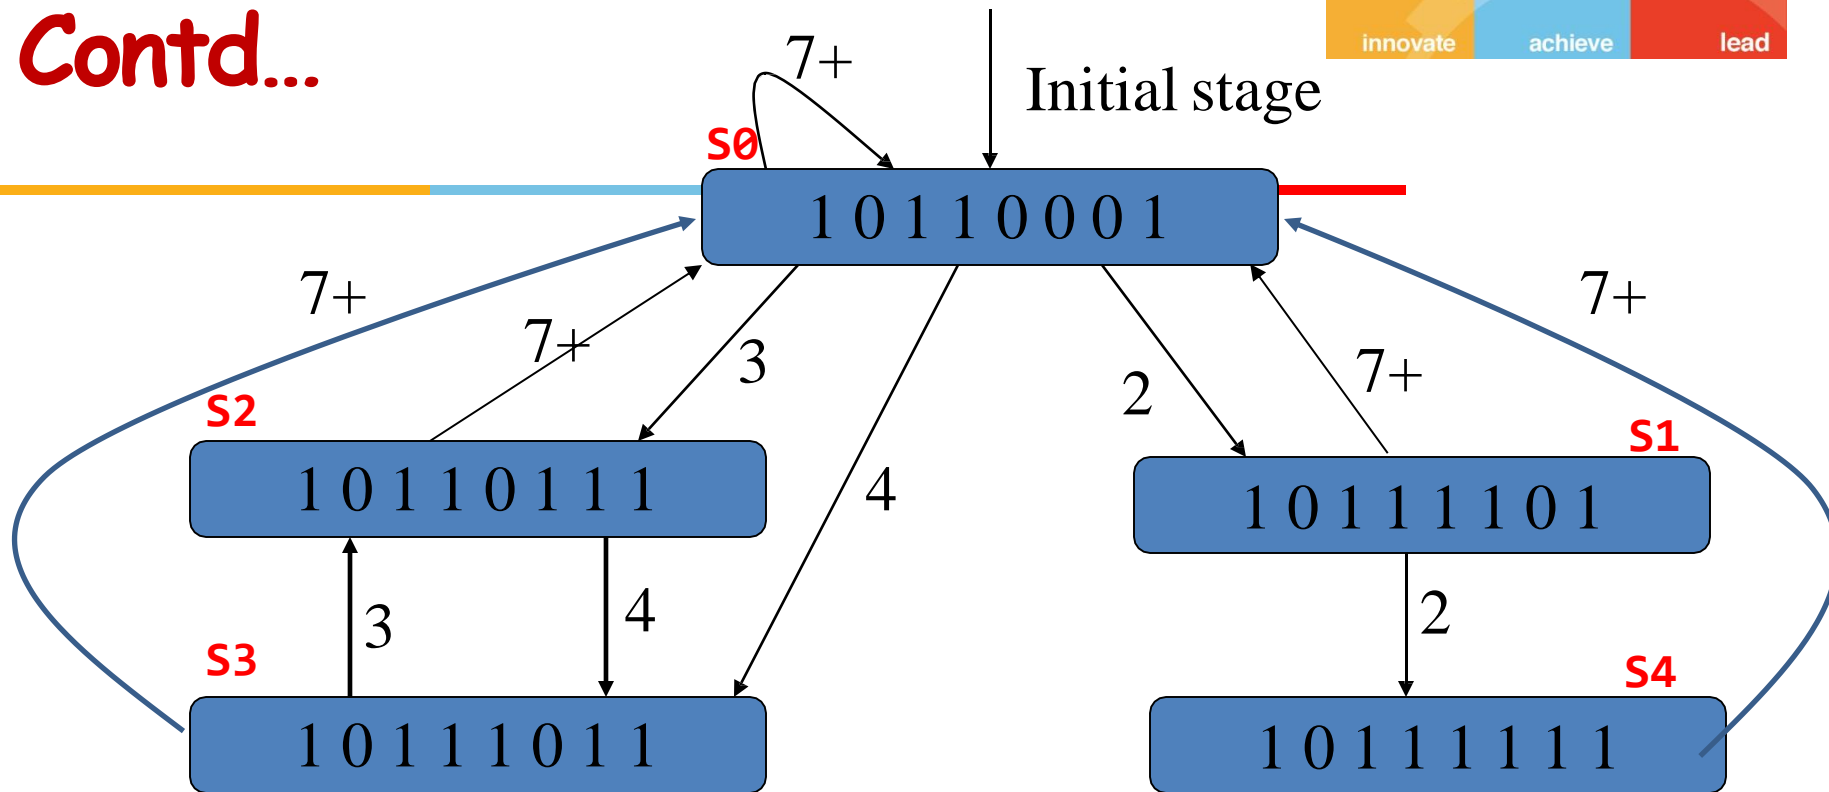 Contd...
innovate achieve lead
7+
Initial stage
S0
1 0 1 1 0 0 0 1
7+
7+
7+
3
7+
2
S2
S1
1 0 1 1 0 1 1 1
4
1 0 1 1 1 1 0 1
3
4
2
S3
S4
1 0 1 1 1 0 1 1
1 0 1 1 1 1 1 1